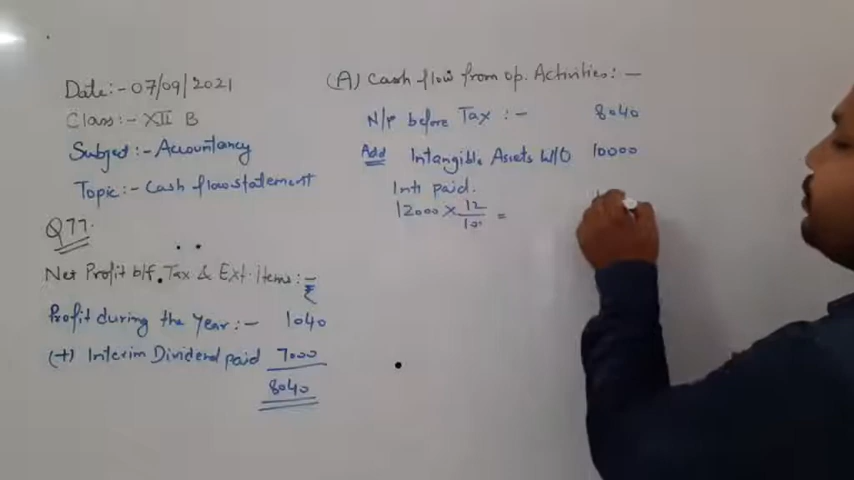 Date:- 07/09/2021
Class:- XII B
Subject:- Accountancy
Topic:- Cash flow statement
Q77.
Net Profit b/f. Tax & Ext. items:-
₹
Profit during the Year:- 1040
(+) Interim Dividend paid 7000
8040
(A) Cash flow from op. Activities:-
N/P before Tax :- 8040
Add Intangible Assets W/O 10000
Int. paid.
12000 × 12/100 =